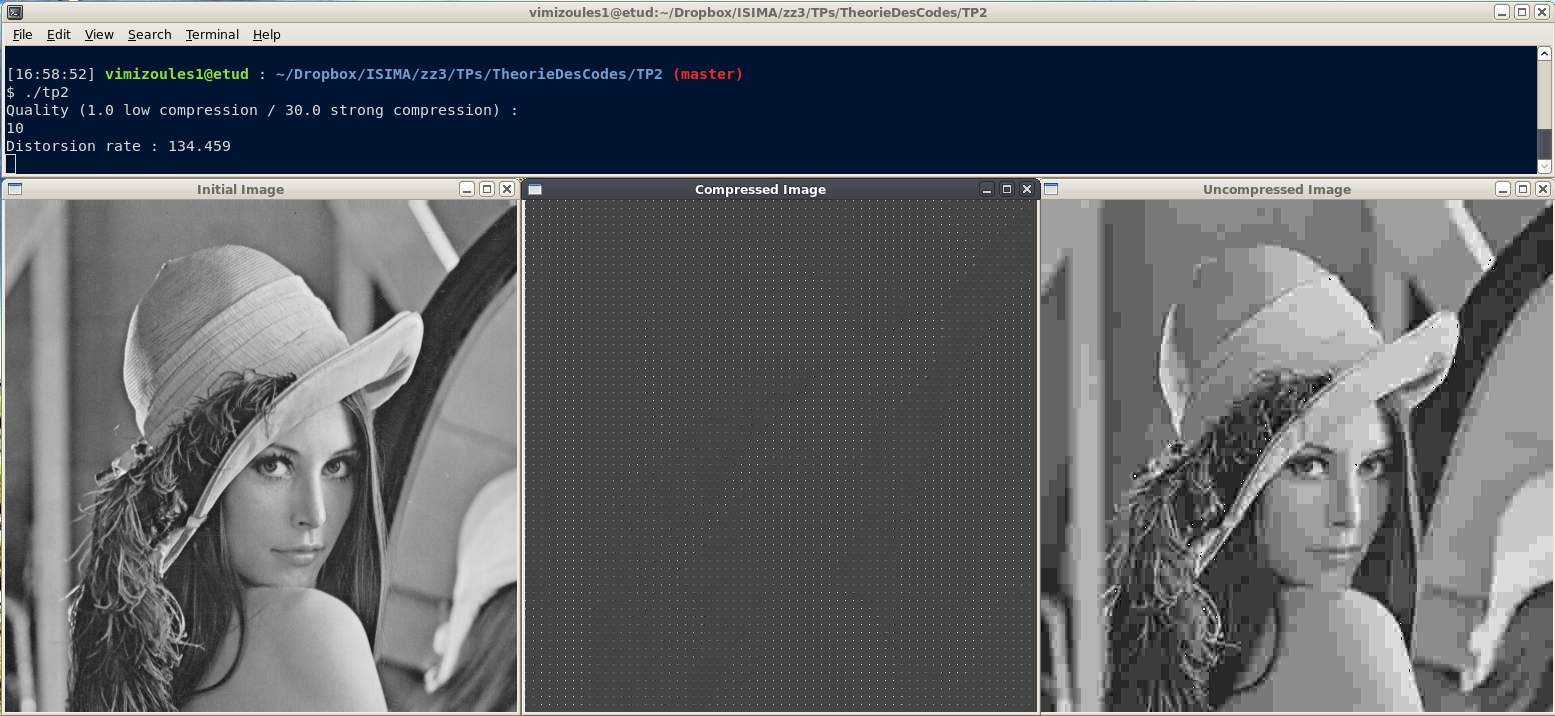 vimizoules1@etud:~/Dropbox/ISIMA/zz3/TPs/TheorieDesCodes/TP2
File Edit View Search Terminal Help
[16:58:52] vimizoules1@etud : ~/Dropbox/ISIMA/zz3/TPs/TheorieDesCodes/TP2 (master)
$ ./tp2
Quality (1.0 low compression / 30.0 strong compression) :
10
Distorsion rate : 134.459
Initial Image
Compressed Image
Uncompressed Image